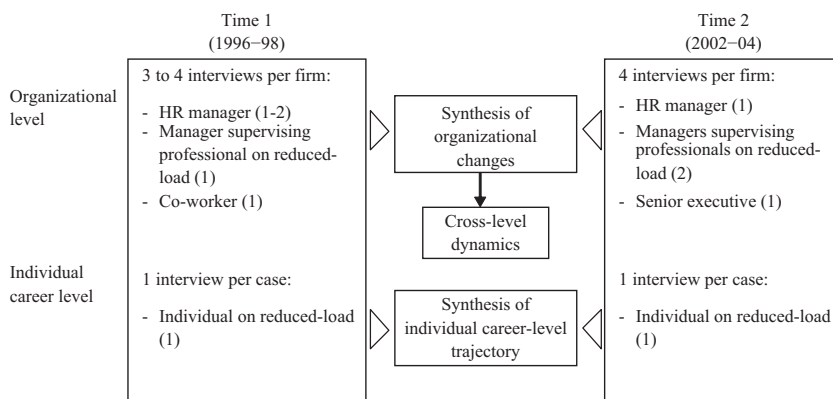 Time 1
(1996−98)
Time 2
(2002−04)
Organizational
level
3 to 4 interviews per firm:
- HR manager (1-2)
- Manager supervising
professional on reduced-
load (1)
- Co-worker (1)
Synthesis of
organizational
changes
4 interviews per firm:
- HR manager (1)
- Managers supervising
professionals on reduced-
load (2)
- Senior executive (1)
Cross-level
dynamics
Individual
career level
1 interview per case:
- Individual on reduced-load
(1)
Synthesis of
individual career-level
trajectory
1 interview per case:
- Individual on reduced-load
(1)